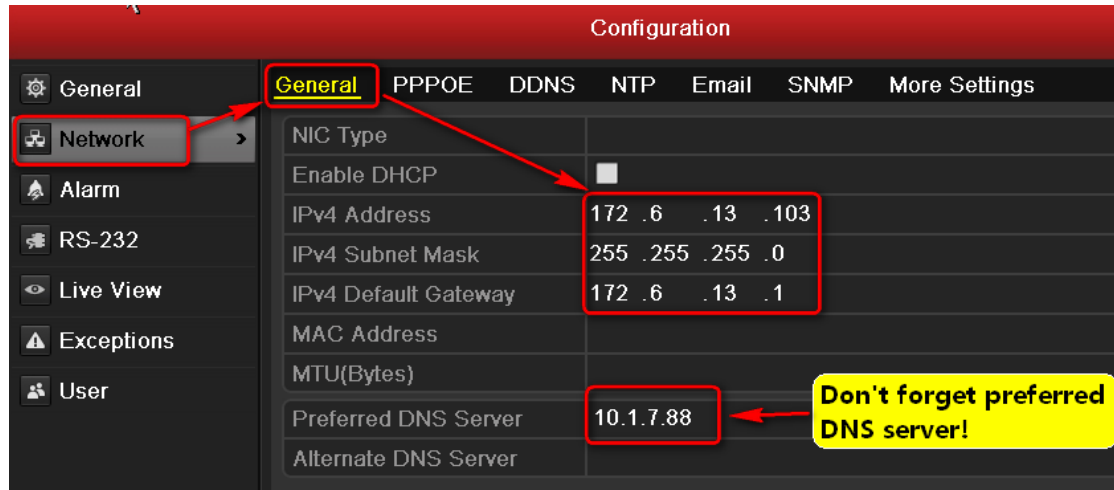 Configuration
General
Network
Alarm
RS-232
Live View
Exceptions
User
General PPPOE DDNS NTP Email SNMP More Settings
NIC Type
Enable DHCP
IPv4 Address 172 .6 .13 .103
IPv4 Subnet Mask 255 .255 .255 .0
IPv4 Default Gateway 172 .6 .13 .1
MAC Address
MTU(Bytes)
Preferred DNS Server 10.1.7.88
Alternate DNS Server
Don't forget preferred
DNS server!